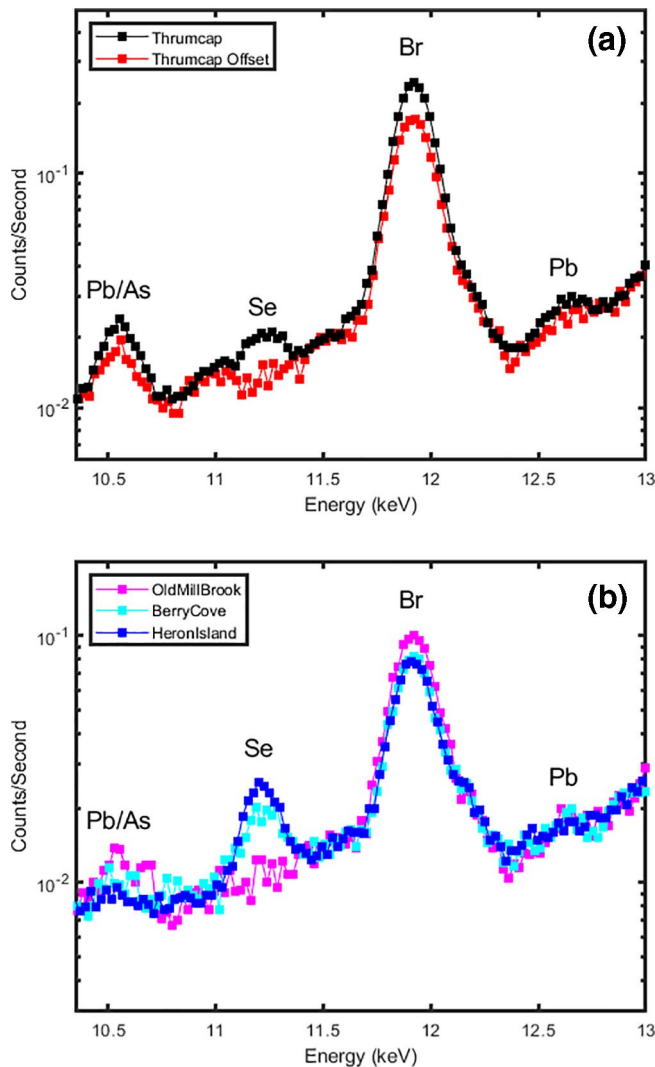 Thrumcap
Thrumcap Offset
(a)
Br
Pb/As
Se
Pb
10^-1
10^-2
Counts/Second
10.5 11 11.5 12 12.5 13
Energy (keV)
OldMillBrook
BerryCove
HeronIsland
(b)
Br
Se
Pb/As
Pb
10^-1
10^-2
Counts/Second
10.5 11 11.5 12 12.5 13
Energy (keV)